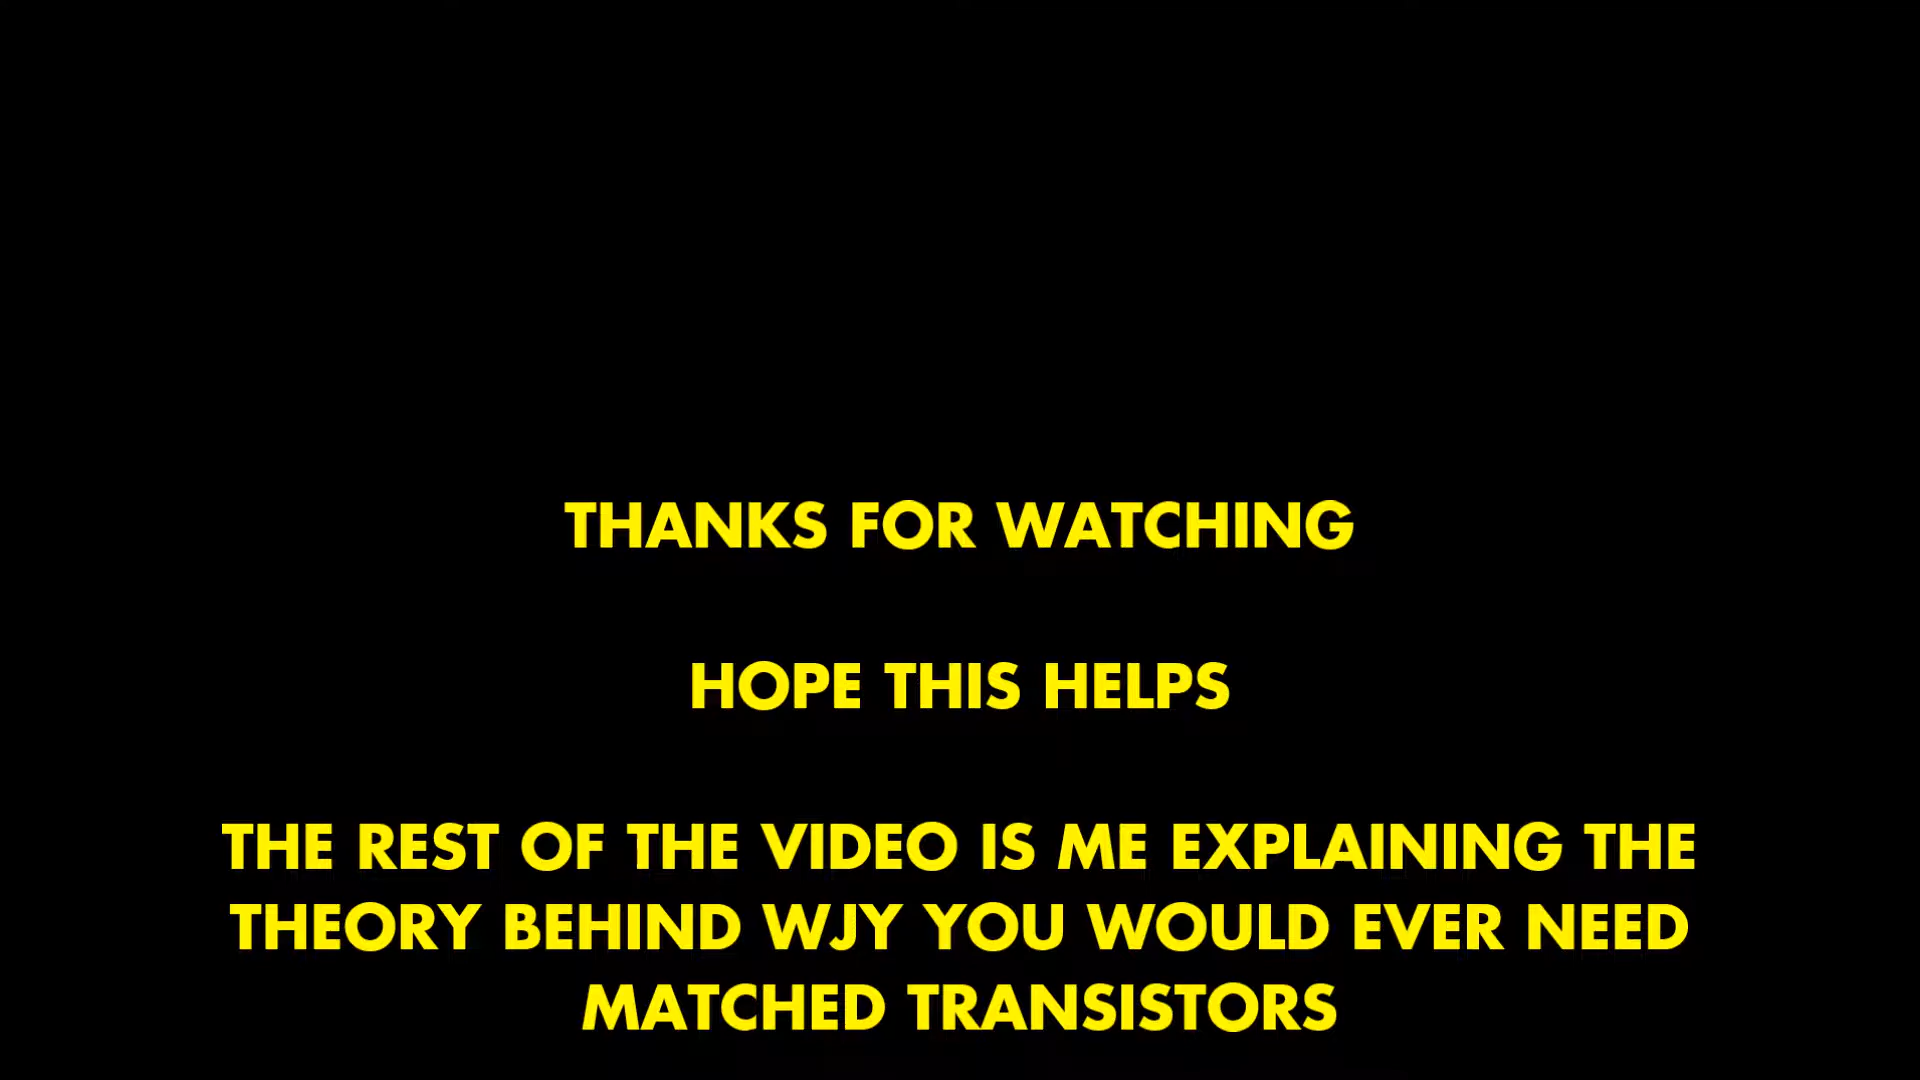 THANKS FOR WATCHING
HOPE THIS HELPS
THE REST OF THE VIDEO IS ME EXPLAINING THE
THEORY BEHIND WJY YOU WOULD EVER NEED
MATCHED TRANSISTORS